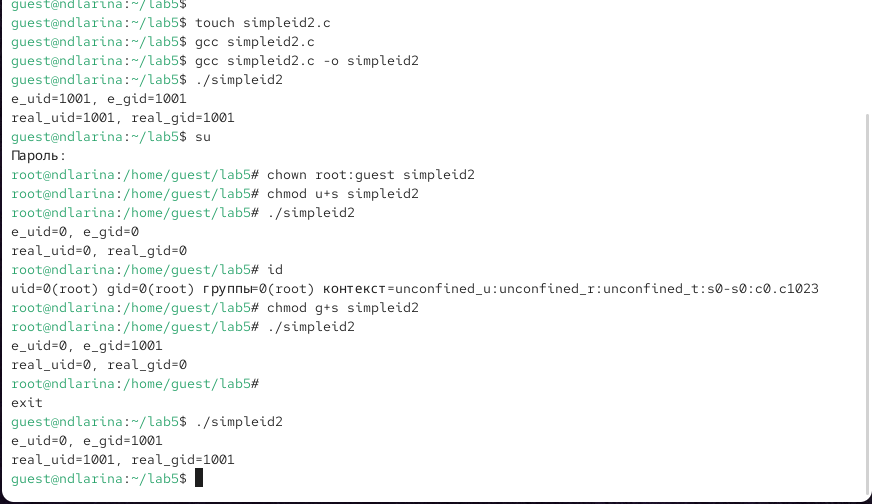 guest@ndlarina:~/lab5$
guest@ndlarina:~/lab5$ touch simpleid2.c
guest@ndlarina:~/lab5$ gcc simpleid2.c
guest@ndlarina:~/lab5$ gcc simpleid2.c -o simpleid2
guest@ndlarina:~/lab5$ ./simpleid2
e_uid=1001, e_gid=1001
real_uid=1001, real_gid=1001
guest@ndlarina:~/lab5$ su
Пароль:
root@ndlarina:/home/guest/lab5# chown root:guest simpleid2
root@ndlarina:/home/guest/lab5# chmod u+s simpleid2
root@ndlarina:/home/guest/lab5# ./simpleid2
e_uid=0, e_gid=0
real_uid=0, real_gid=0
root@ndlarina:/home/guest/lab5# id
uid=0(root) gid=0(root) группы=0(root) контекст=unconfined_u:unconfined_r:unconfined_t:s0-s0:c0.c1023
root@ndlarina:/home/guest/lab5# chmod g+s simpleid2
root@ndlarina:/home/guest/lab5# ./simpleid2
e_uid=0, e_gid=1001
real_uid=0, real_gid=0
root@ndlarina:/home/guest/lab5#
exit
guest@ndlarina:~/lab5$ ./simpleid2
e_uid=0, e_gid=1001
real_uid=1001, real_gid=1001
guest@ndlarina:~/lab5$